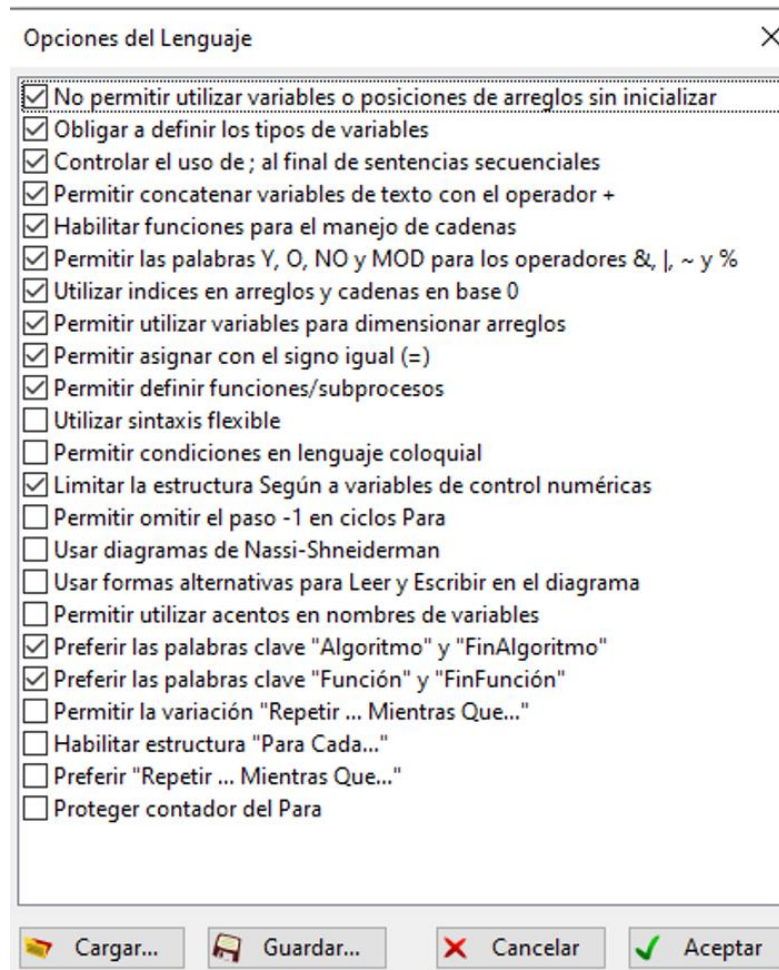 Opciones del Lenguaje
No permitir utilizar variables o posiciones de arreglos sin inicializar
Obligar a definir los tipos de variables
Controlar el uso de ; al final de sentencias secuenciales
Permitir concatenar variables de texto con el operador +
Habilitar funciones para el manejo de cadenas
Permitir las palabras Y, O, NO y MOD para los operadores &, |, ~ y %
Utilizar indices en arreglos y cadenas en base 0
Permitir utilizar variables para dimensionar arreglos
Permitir asignar con el signo igual (=)
Permitir definir funciones/subprocesos
Utilizar sintaxis flexible
Permitir condiciones en lenguaje coloquial
Limitar la estructura Según a variables de control numéricas
Permitir omitir el paso -1 en ciclos Para
Usar diagramas de Nassi-Shneiderman
Usar formas alternativas para Leer y Escribir en el diagrama
Permitir utilizar acentos en nombres de variables
Preferir las palabras clave "Algoritmo" y "FinAlgoritmo"
Preferir las palabras clave "Función" y "FinFunción"
Permitir la variación "Repetir ... Mientras Que..."
Habilitar estructura "Para Cada..."
Preferir "Repetir ... Mientras Que..."
Proteger contador del Para
Cargar... Guardar... Cancelar Aceptar